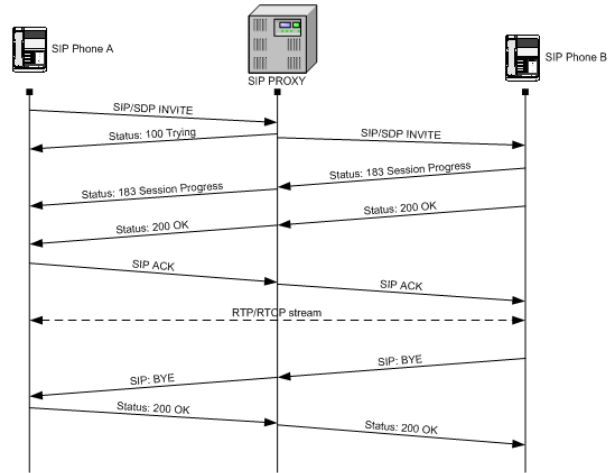 SIP Phone A
SIP PROXY
SIP Phone B
SIP/SDP INVITE
Status: 100 Trying
SIP/SDP INVITE
Status: 183 Session Progress
Status: 183 Session Progress
Status: 200 OK
Status: 200 OK
SIP ACK
SIP ACK
RTP/RTCP stream
SIP: BYE
SIP: BYE
Status: 200 OK
Status: 200 OK